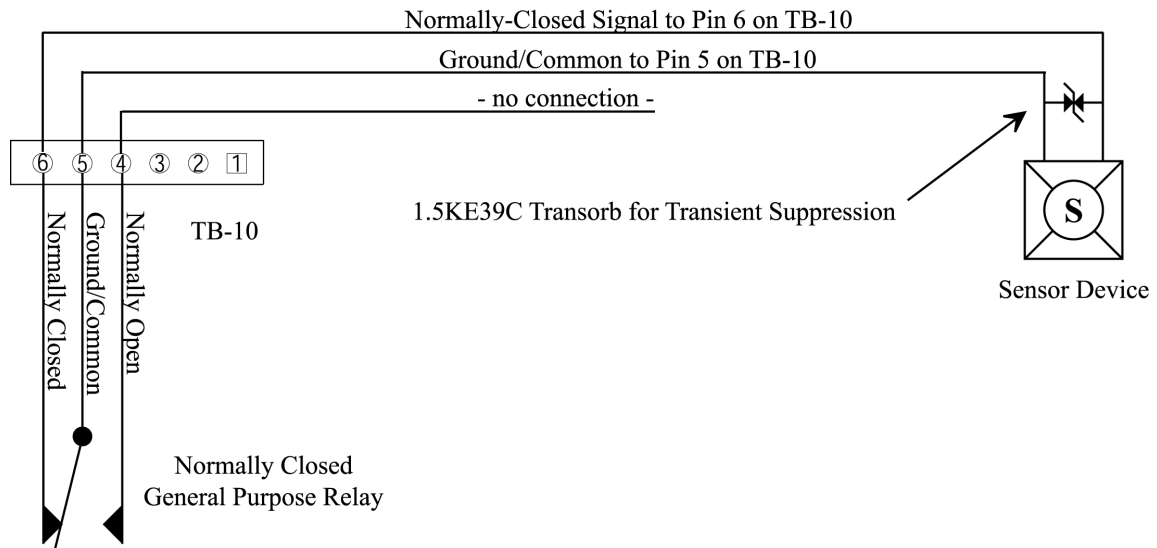 Normally-Closed Signal to Pin 6 on TB-10
Ground/Common to Pin 5 on TB-10
- no connection -
6 5 4 3 2 1
1.5KE39C Transorb for Transient Suppression
S
TB-10
Sensor Device
Normally Closed
Ground/Common
Normally Open
Normally Closed
General Purpose Relay